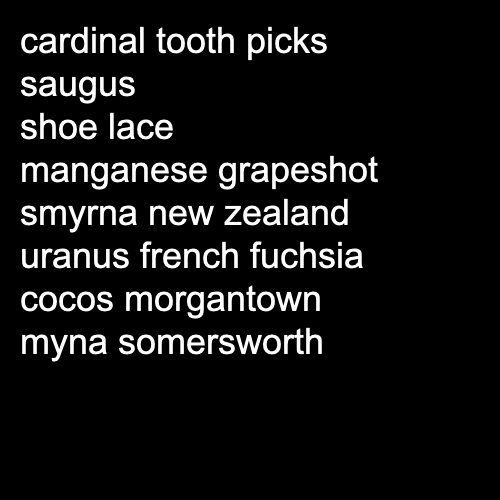 cardinal tooth picks
saugus
shoe lace
manganese grapeshot
smyrna new zealand
uranus french fuchsia
cocos morgantown
myna somersworth